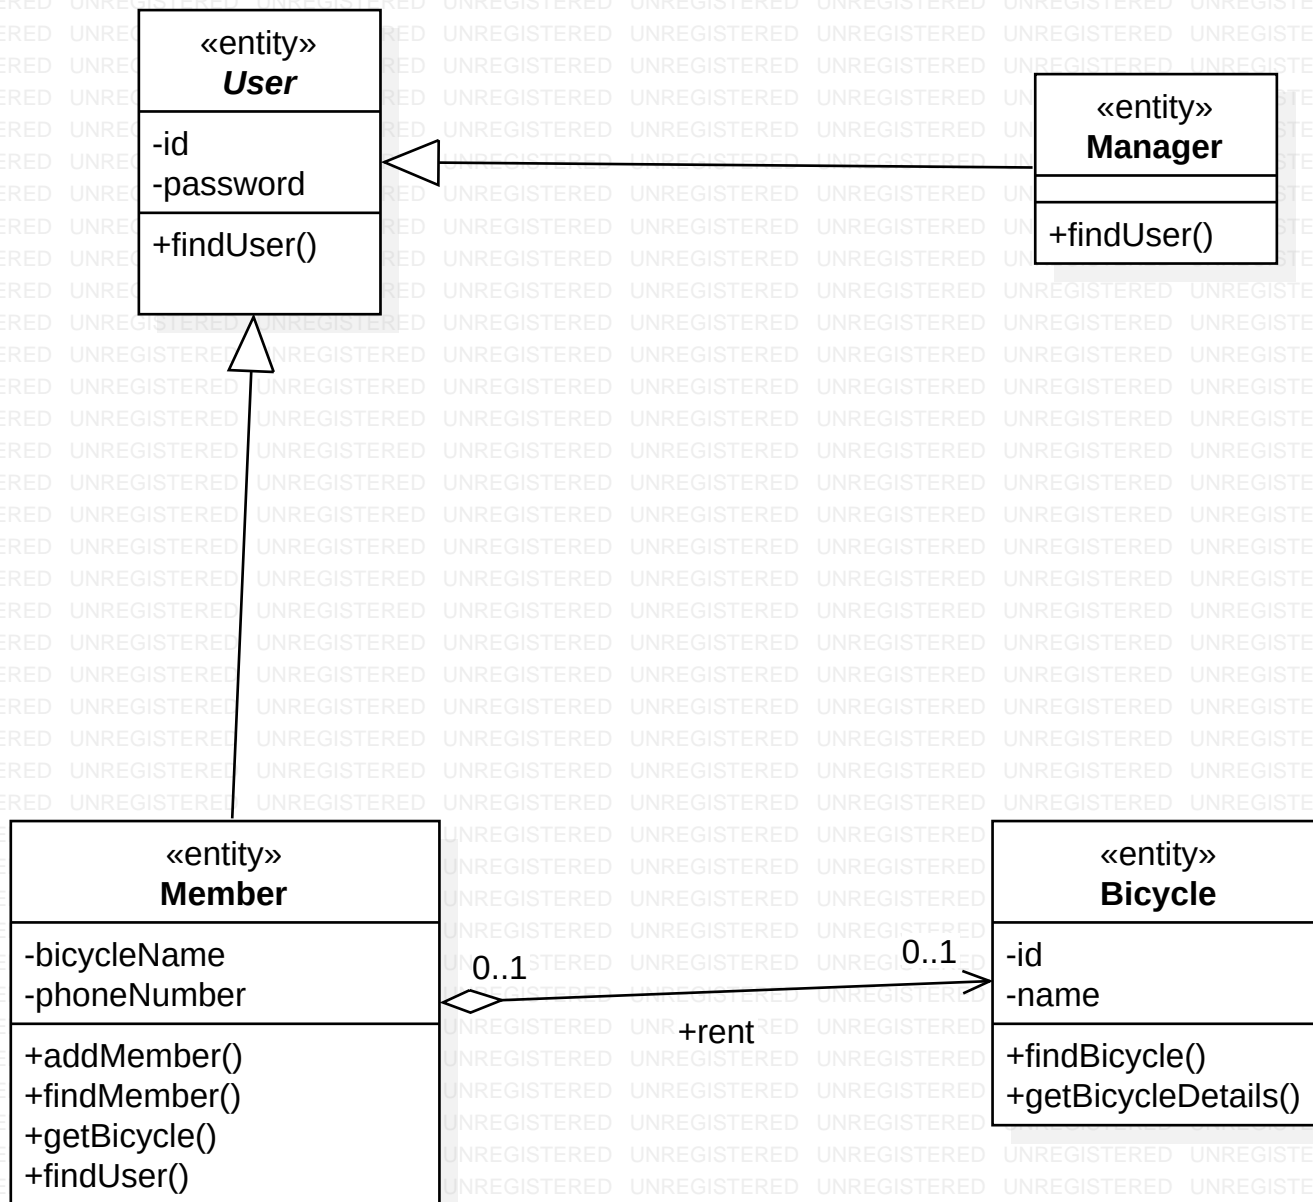 «entity»
User
-id
-password
+findUser()
«entity»
Manager
+findUser()
«entity»
Member
-bicycleName
-phoneNumber
+addMember()
+findMember()
+getBicycle()
+findUser()
0..1
0..1
+rent
«entity»
Bicycle
-id
-name
+findBicycle()
+getBicycleDetails()
UNREGISTERED